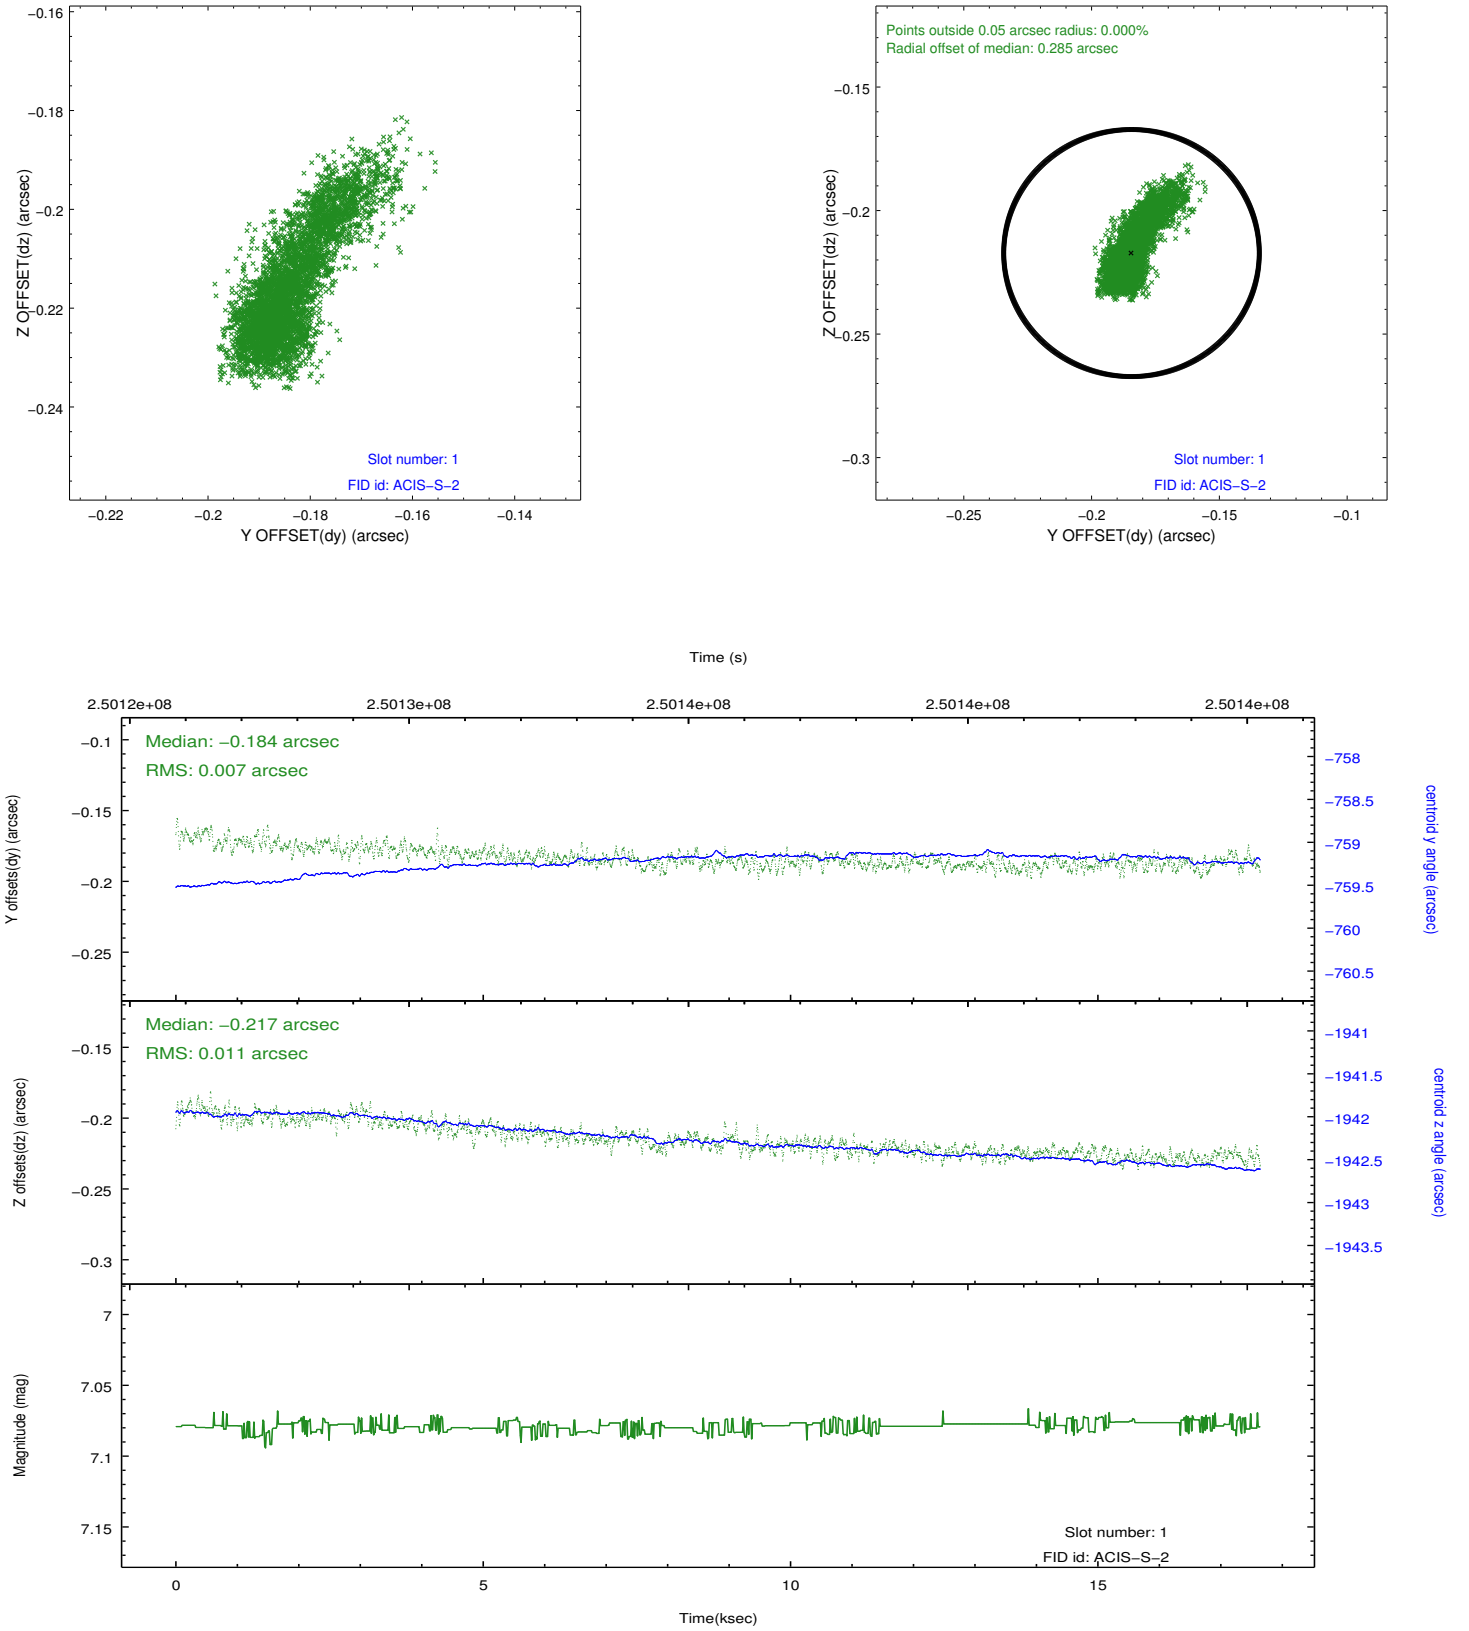 −0.16
−0.18
−0.2
−0.22
−0.24
Z OFFSET(dz) (arcsec)
Slot number: 1
FID id: ACIS−S−2
−0.22
−0.2
−0.18
−0.16
−0.14
Y OFFSET(dy) (arcsec)
Points outside 0.05 arcsec radius: 0.000%
Radial offset of median: 0.285 arcsec
−0.15
−0.2
−0.25
−0.3
Z OFFSET(dz) (arcsec)
Slot number: 1
FID id: ACIS−S−2
−0.25
−0.2
−0.15
−0.1
Y OFFSET(dy) (arcsec)
Time (s)
2.5012e+08
2.5013e+08
2.5014e+08
2.5014e+08
2.5014e+08
Median: −0.184 arcsec
RMS: 0.007 arcsec
−0.1
−0.15
−0.2
−0.25
Y offsets(dy) (arcsec)
−758
−758.5
−759
−759.5
−760
−760.5
centroid y angle (arcsec)
Median: −0.217 arcsec
RMS: 0.011 arcsec
−0.15
−0.2
−0.25
−0.3
Z offsets(dz) (arcsec)
−1941
−1941.5
−1942
−1942.5
−1943
−1943.5
centroid z angle (arcsec)
7
7.05
7.1
7.15
Magnitude (mag)
Slot number: 1
FID id: ACIS−S−2
0
5
10
15
Time(ksec)